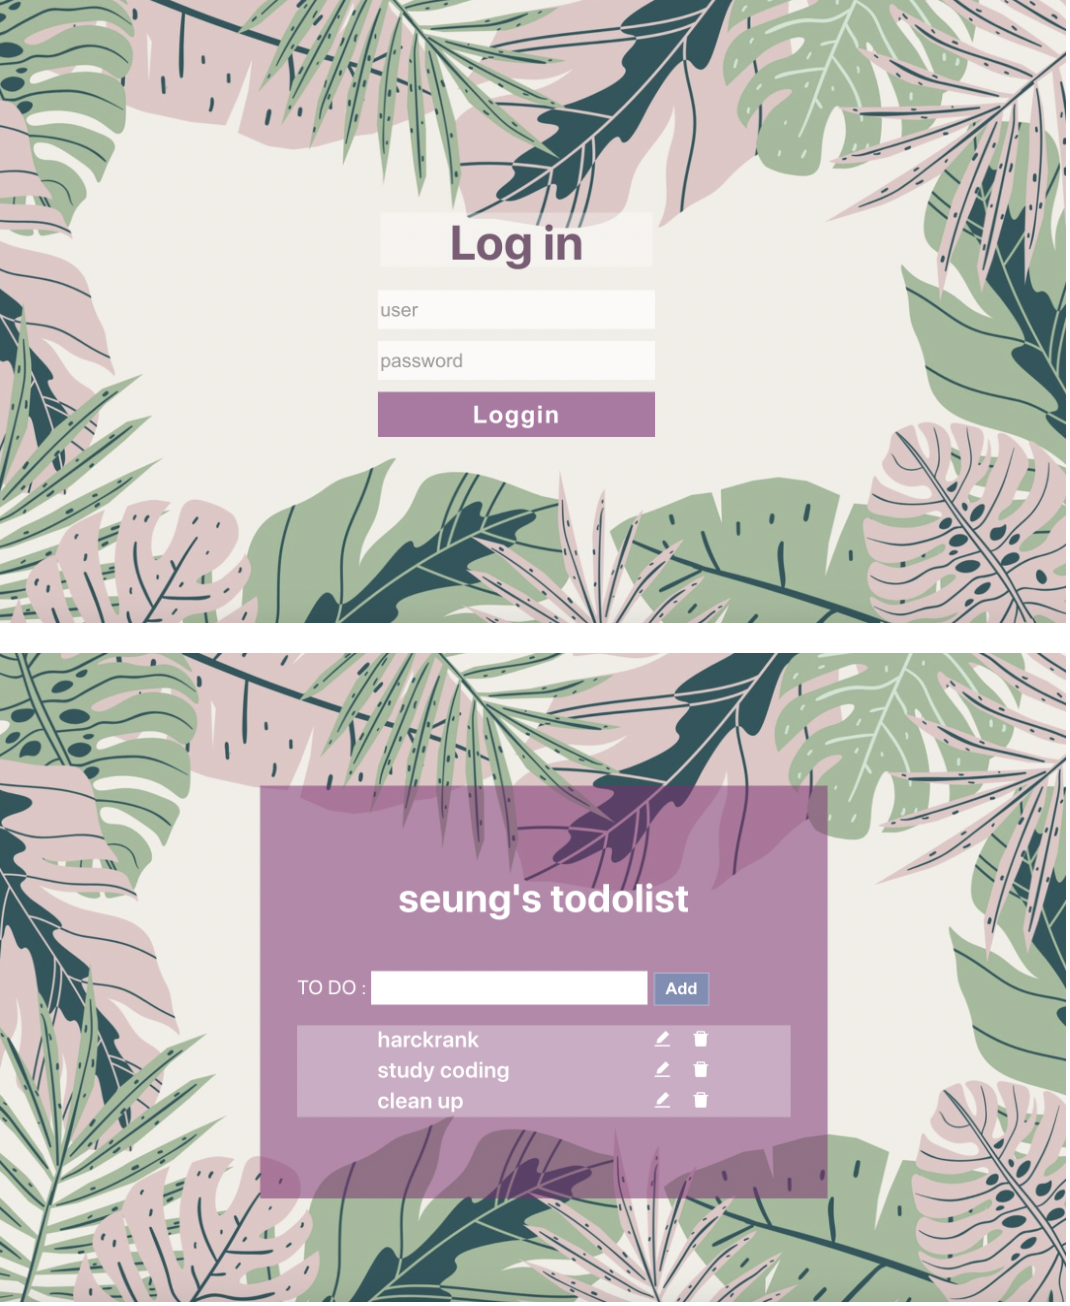 Log in
user
password
Loggin
seung's todolist
TO DO : Add
harckrank
study coding
clean up